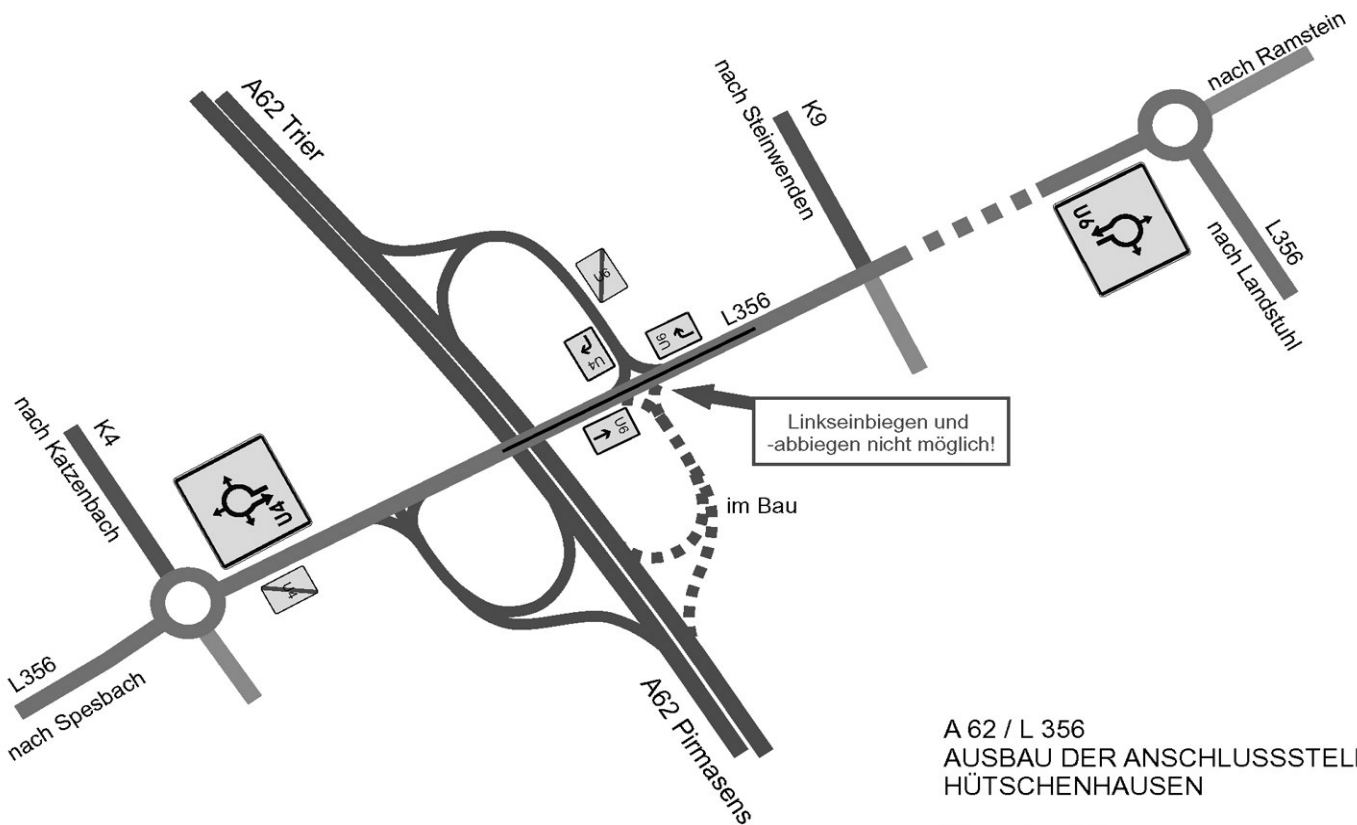 A62 Trier
nach Steinwenden
K9
nach Ramstein
U6
L356
nach Landstuhl
U6
U4
U6
L356
U6
Linkseinbiegen und
-abbiegen nicht möglich!
K4
nach Katzenbach
U4
U4
im Bau
L356
nach Spesbach
A62 Pirmasens
A 62 / L 356
AUSBAU DER ANSCHLUSSSTELL
HÜTSCHENHAUSEN